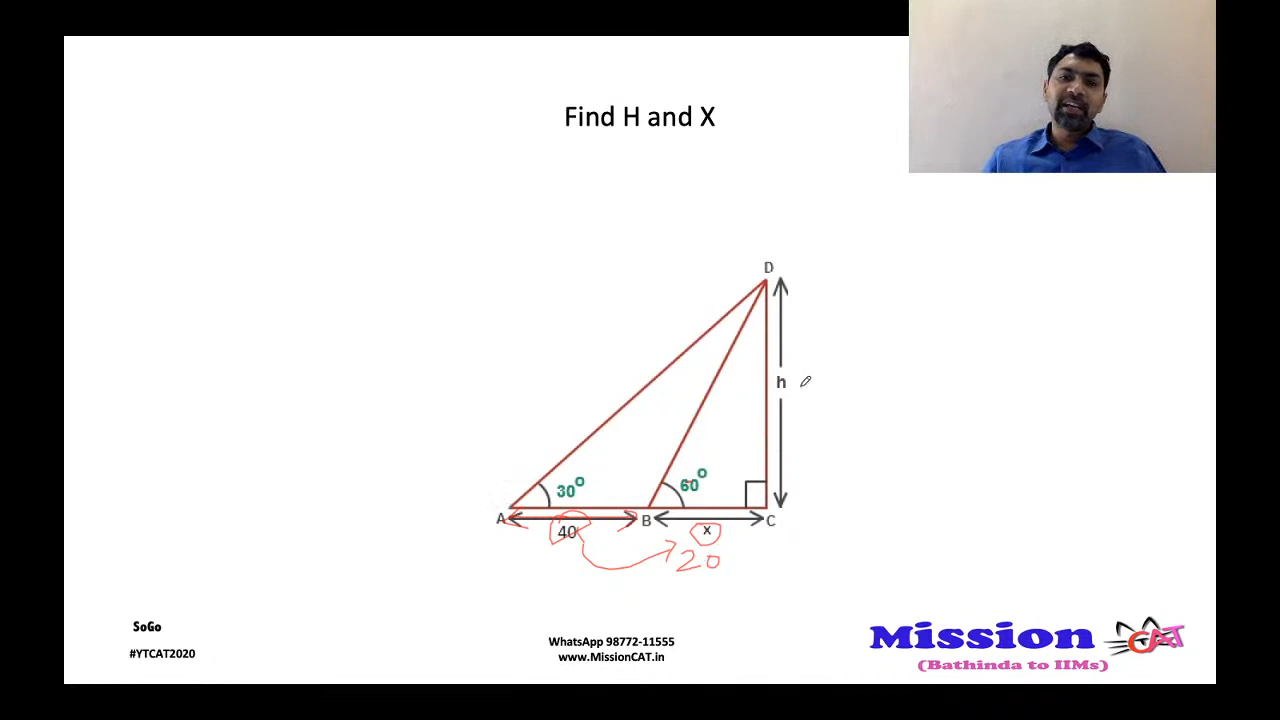 Find H and X
D
h
30°
60°
A
B
C
40
x
20
SoGo
#YTCAT2020
WhatsApp 98772-11555
www.MissionCAT.in
Mission CAT
(Bathinda to IIMs)